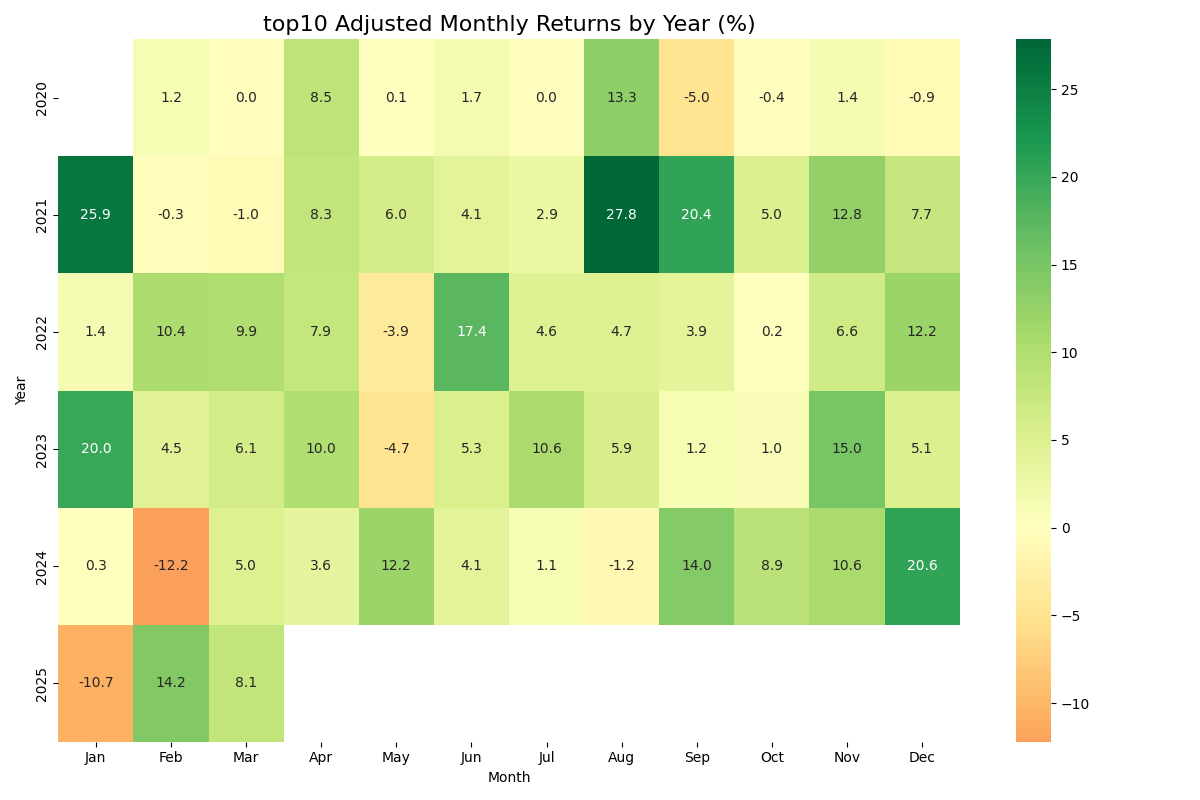 top10 Adjusted Monthly Returns by Year (%)
2020 1.2 0.0 8.5 0.1 1.7 0.0 13.3 -5.0 -0.4 1.4 -0.9
2021 25.9 -0.3 -1.0 8.3 6.0 4.1 2.9 27.8 20.4 5.0 12.8 7.7
2022 1.4 10.4 9.9 7.9 -3.9 17.4 4.6 4.7 3.9 0.2 6.6 12.2
2023 20.0 4.5 6.1 10.0 -4.7 5.3 10.6 5.9 1.2 1.0 15.0 5.1
2024 0.3 -12.2 5.0 3.6 12.2 4.1 1.1 -1.2 14.0 8.9 10.6 20.6
2025 -10.7 14.2 8.1
Year
Jan Feb Mar Apr May Jun Jul Aug Sep Oct Nov Dec
Month
25
20
15
10
5
0
−5
−10